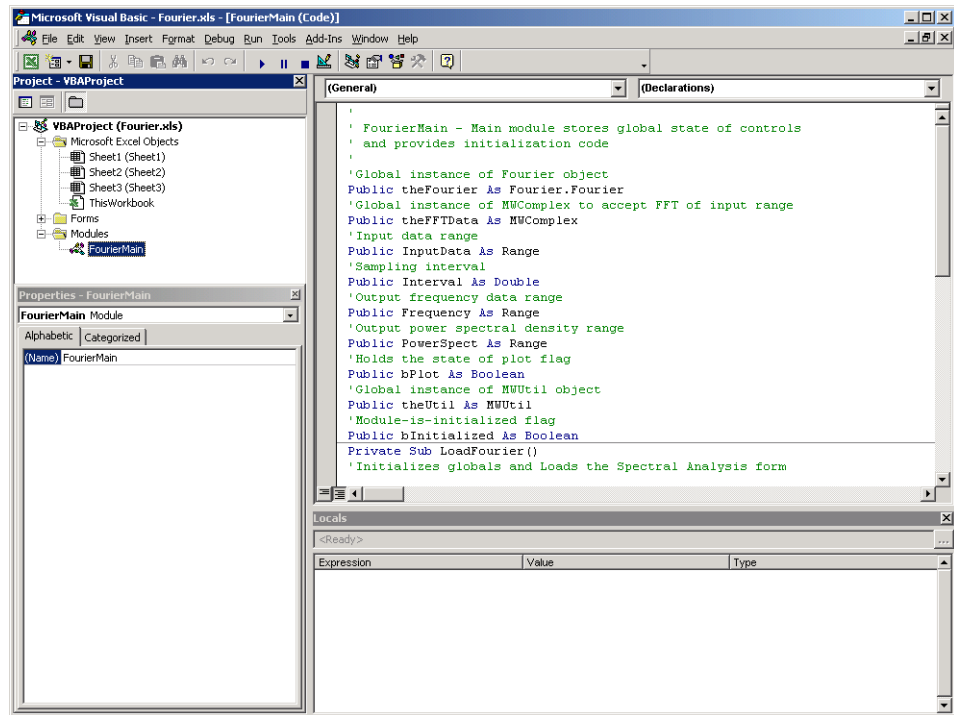 Microsoft Visual Basic - Fourier.xls - [FourierMain (Code)]
File Edit View Insert Format Debug Run Tools Add-Ins Window Help
Project - VBAProject
VBAProject (Fourier.xls)
Microsoft Excel Objects
Sheet1 (Sheet1)
Sheet2 (Sheet2)
Sheet3 (Sheet3)
ThisWorkbook
Forms
Modules
FourierMain
Properties - FourierMain
FourierMain Module
Alphabetic Categorized
(Name) FourierMain
(General) (Declarations)
'
' FourierMain - Main module stores global state of controls
' and provides initialization code
'
'Global instance of Fourier object
Public theFourier As Fourier.Fourier
'Global instance of MWComplex to accept FFT of input range
Public theFFTData As MWComplex
'Input data range
Public InputData As Range
'Sampling interval
Public Interval As Double
'Output frequency data range
Public Frequency As Range
'Output power spectral density range
Public PowerSpect As Range
'Holds the state of plot flag
Public bPlot As Boolean
'Global instance of MWUtil object
Public theUtil As MWUtil
'Module-is-initialized flag
Public bInitialized As Boolean
Private Sub LoadFourier()
'Initializes globals and Loads the Spectral Analysis form
Locals
<Ready>
...
Expression Value Type